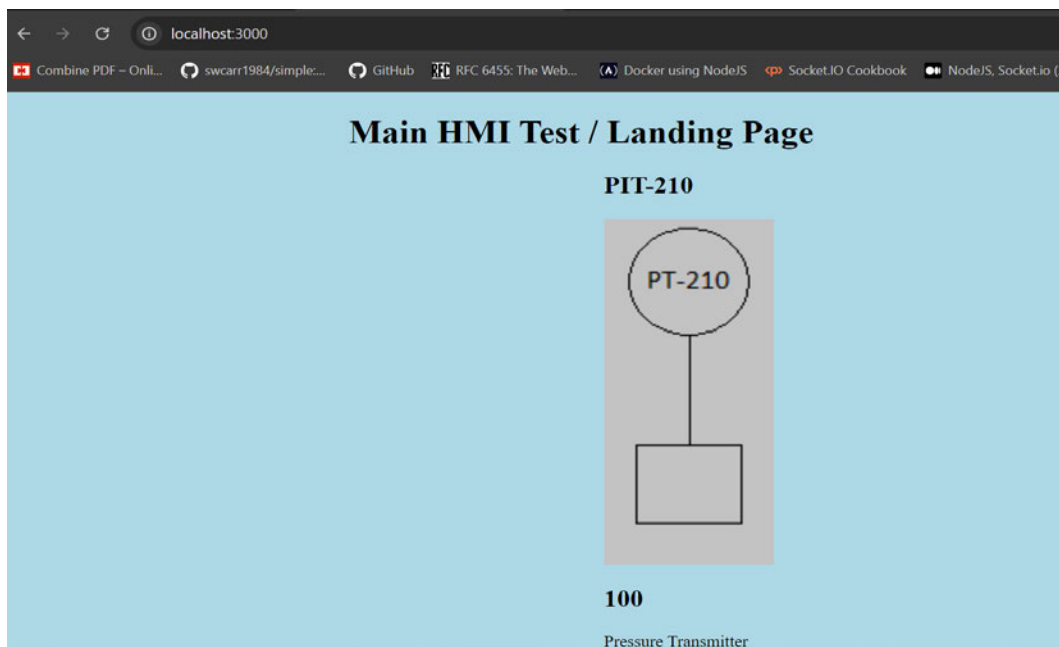 localhost:3000
Combine PDF – Onli... swcarr1984/simple:... GitHub RFC 6455: The Web... Docker using NodeJS Socket.IO Cookbook NodeJS, Socket.io (
Main HMI Test / Landing Page
PIT-210
PT-210
100
Pressure Transmitter